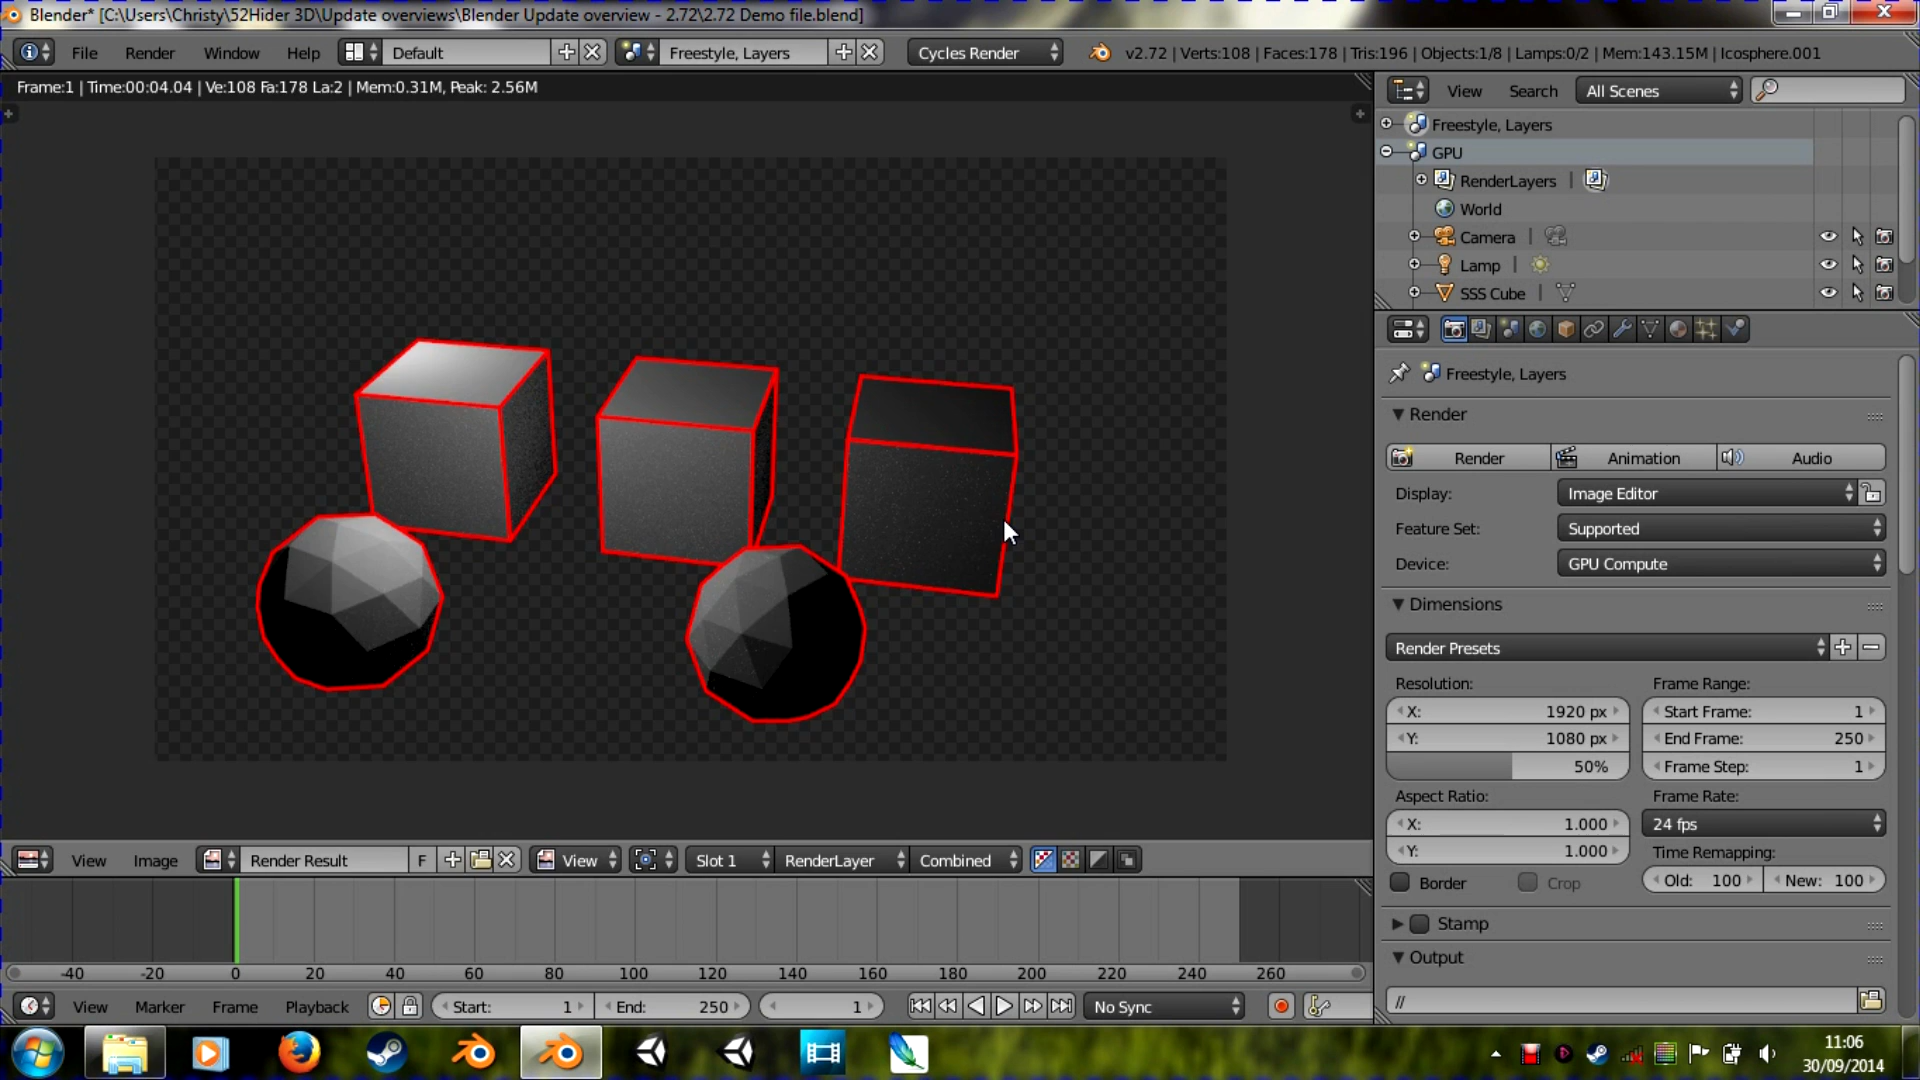 Blender* [C:\Users\Christy\52Hider 3D\Update overviews\Blender Update overview - 2.72\2.72 Demo file.blend]
File Render Window Help Default Freestyle, Layers Cycles Render v2.72 | Verts:108 | Faces:178 | Tris:196 | Objects:1/8 | Lamps:0/2 | Mem:143.15M | Icosphere.001
Frame:1 | Time:00:04.04 | Ve:108 Fa:178 La:2 | Mem:0.31M, Peak: 2.56M
View Search All Scenes
Freestyle, Layers
GPU
RenderLayers |
World
Camera |
Lamp |
SSS Cube |
Freestyle, Layers
Render
Render Animation Audio
Display: Image Editor
Feature Set: Supported
Device: GPU Compute
Dimensions
Render Presets
Resolution: Frame Range:
X: 1920 px Start Frame: 1
Y: 1080 px End Frame: 250
50% Frame Step: 1
Aspect Ratio: Frame Rate:
X: 1.000 24 fps
Y: 1.000 Time Remapping:
Border Crop Old: 100 New: 100
Stamp
Output
//
View Image Render Result F View Slot 1 RenderLayer Combined
-40 -20 0 20 40 60 80 100 120 140 160 180 200 220 240 260
View Marker Frame Playback Start: 1 End: 250 1 No Sync
11:06
30/09/2014